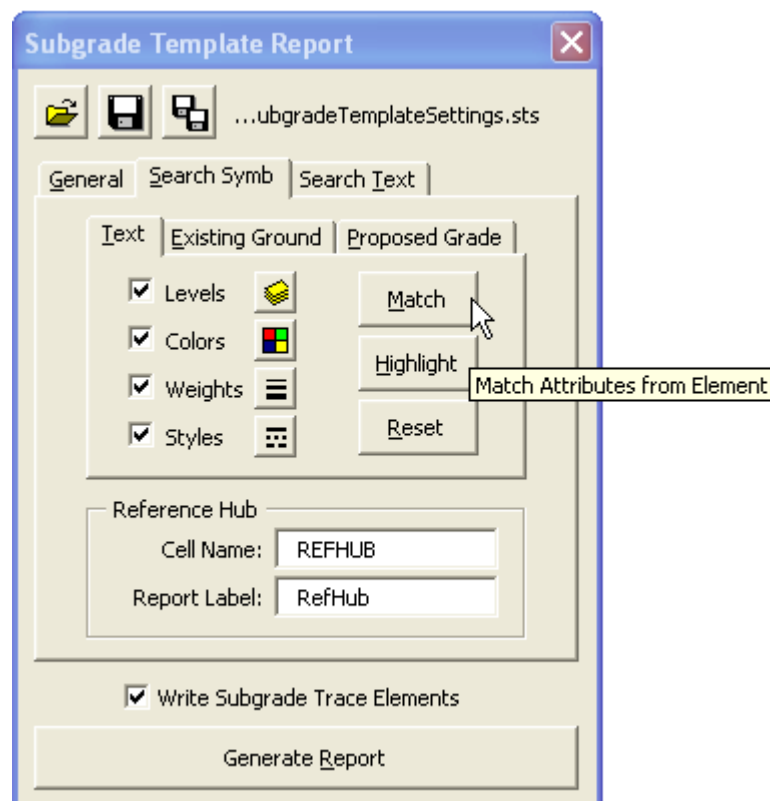 Subgrade Template Report
...ubgradeTemplateSettings.sts
General Search Symb Search Text
Text Existing Ground Proposed Grade
Levels Match
Colors
Highlight
Match Attributes from Element
Weights
Styles Reset
Reference Hub
Cell Name: REFHUB
Report Label: RefHub
Write Subgrade Trace Elements
Generate Report